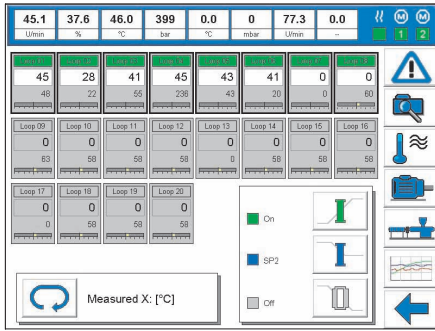 45.1 37.6 46.0 399 0.0 0 77.3 0.0
U/min % °C bar °C mbar U/min --
M M
1 2
45 28 41 45 43 41 0 0
48 22 55 236 43 20 0 60
Loop 09 Loop 10 Loop 11 Loop 12 Loop 13 Loop 14 Loop 15 Loop 16
0 0 0 0 0 0 0 0
63 58 58 58 0 58 58 58
Loop 17 Loop 18 Loop 19 Loop 20
0 0 0 0
0 58 58 58
On
SP2
Off
Measured X: [°C]